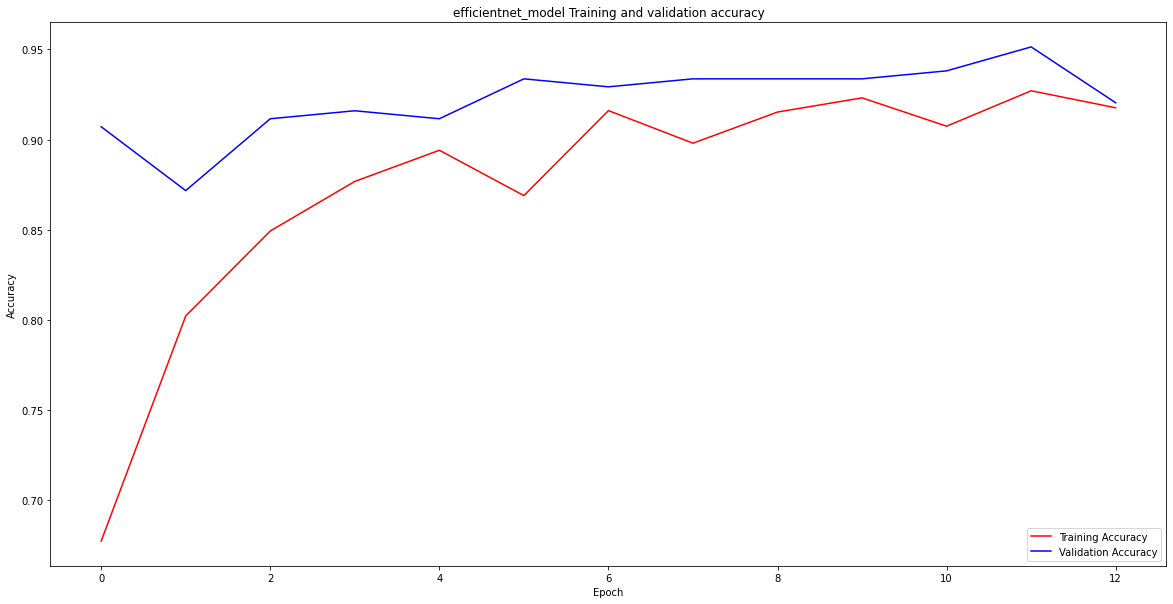 efficientnet_model Training and validation accuracy
0.95
0.90
0.85
0.80
0.75
0.70
Accuracy
0 2 4 6 8 10 12
Epoch
Training Accuracy
Validation Accuracy